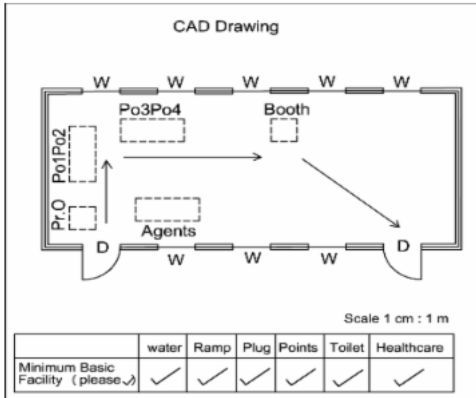 CAD Drawing
W W W W W
Po3Po4 Booth
Po1Po2
Pr.O
Agents
D D
W W W
Scale 1 cm : 1 m
water Ramp Plug Points Toilet Healthcare
Minimum Basic
Facility ( please ✓)
✓ ✓ ✓ ✓ ✓ ✓